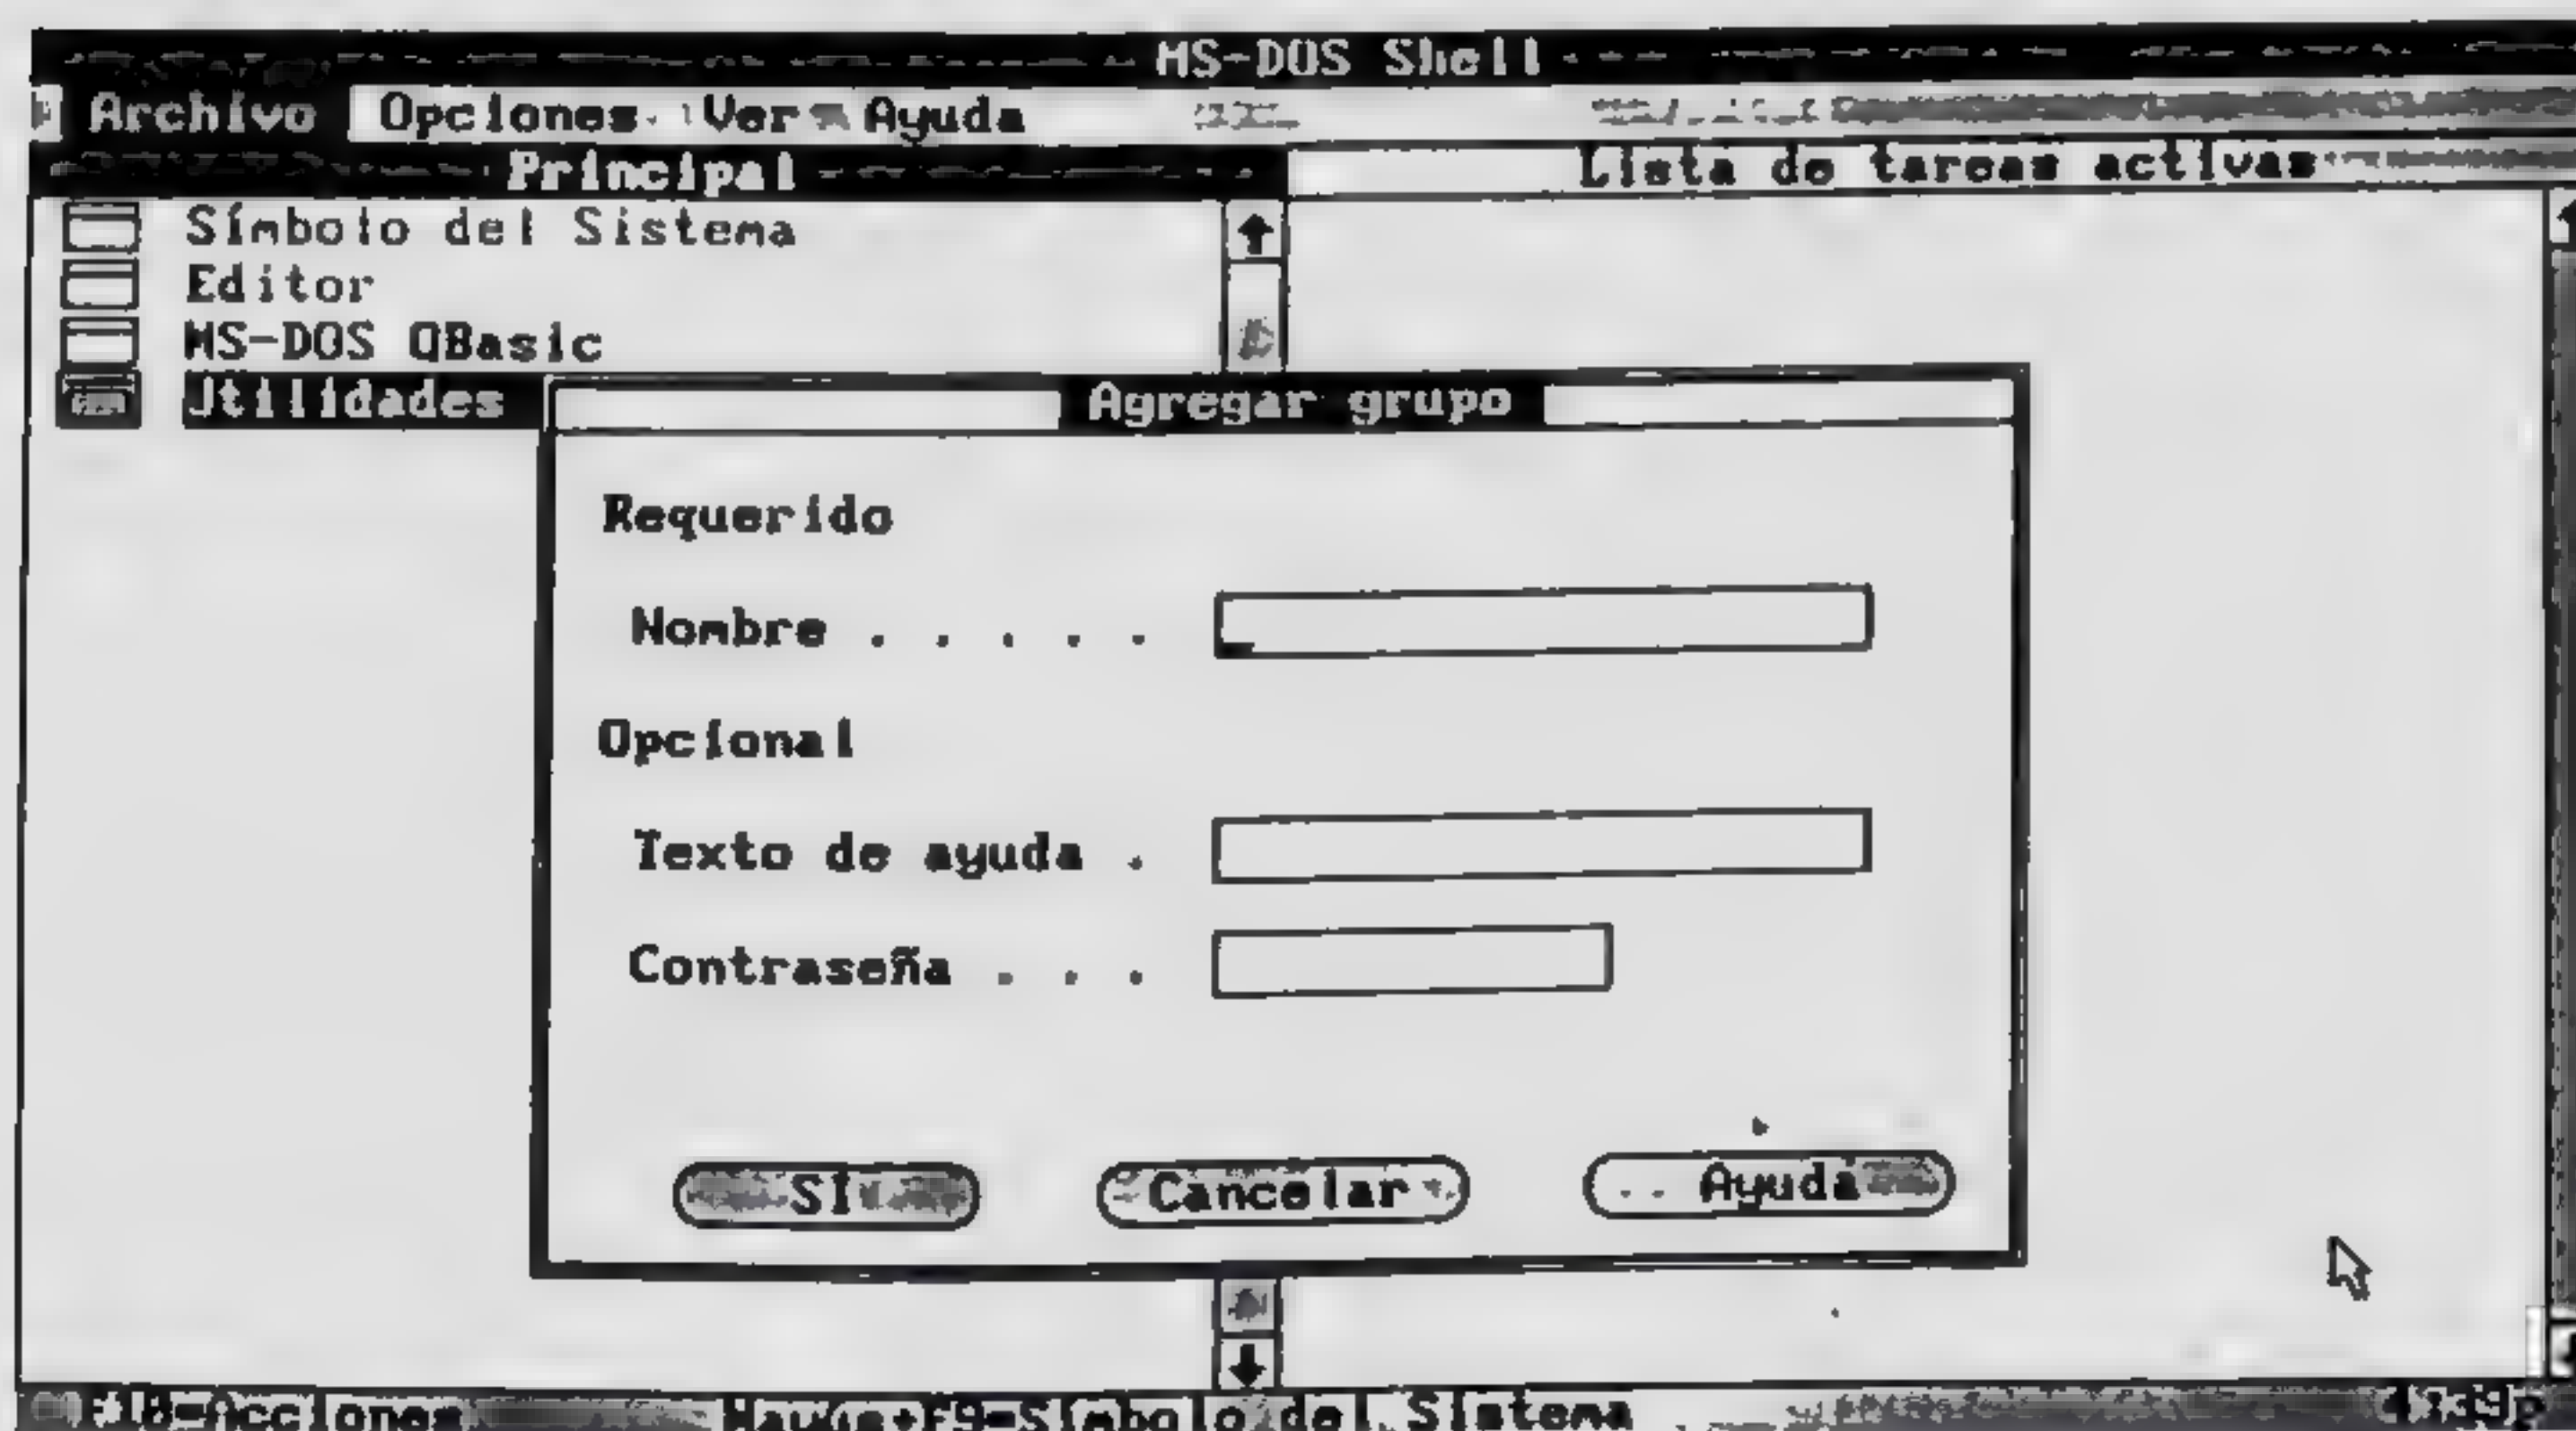 MS-DOS Shell
Archivo Opciones Ver Ayuda
Principal
Lista de tareas activas
Símbolo del Sistema
Editor
MS-DOS QBasic
Utilidades
Agregar grupo
Requerido
Nombre . . . . .
Opcional
Texto de ayuda .
Contraseña . . .
SI Cancelar Ayuda
F10=Acciones Mayús+F9=Símbolo del Sistema